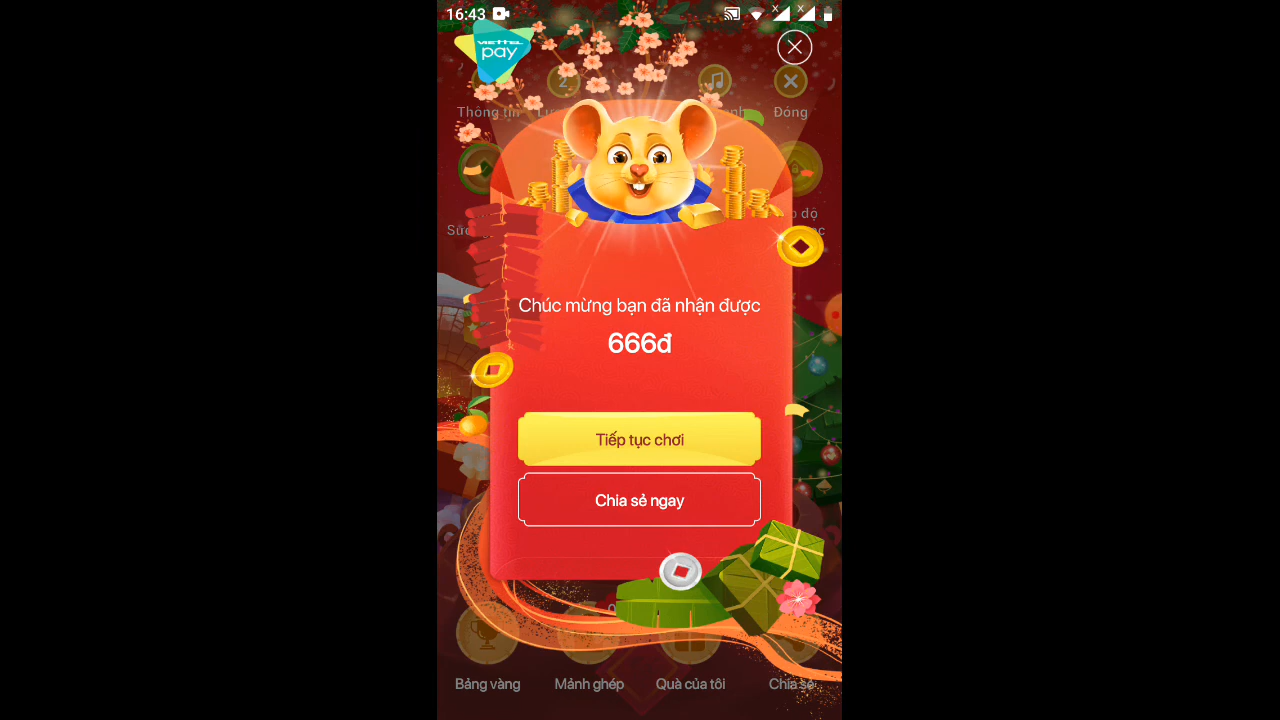 16:43
VIETTEL
pay
Thông tin
Đóng
Chúc mừng bạn đã nhận được
666đ
Tiếp tục chơi
Chia sẻ ngay
Bảng vàng
Mảnh ghép
Quà của tôi
Chia sẻ